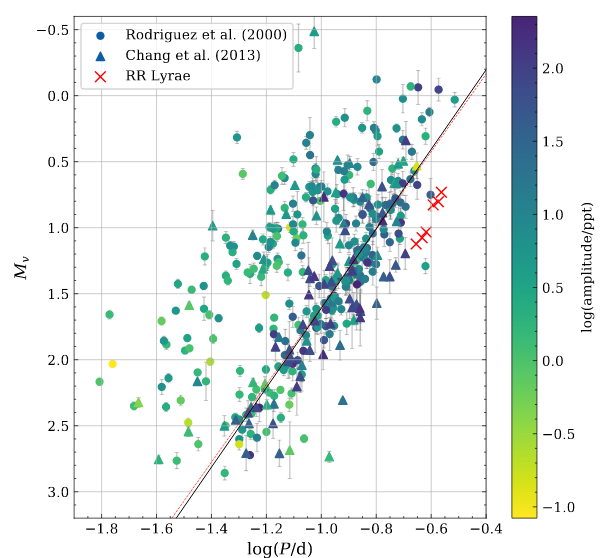 Rodriguez et al. (2000)
Chang et al. (2013)
RR Lyrae
−0.5
0.0
0.5
1.0
1.5
2.0
2.5
3.0
M_v
−1.8 −1.6 −1.4 −1.2 −1.0 −0.8 −0.6 −0.4
log(P/d)
2.0
1.5
1.0
0.5
0.0
−0.5
−1.0
log(amplitude/ppt)